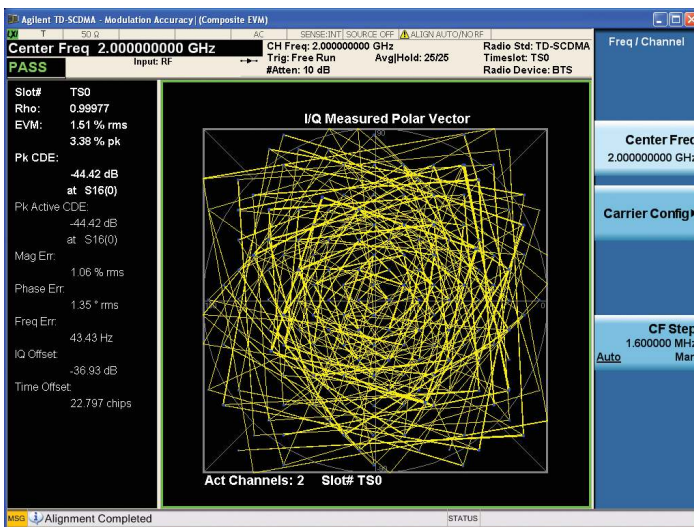 Agilent TD-SCDMA - Modulation Accuracy| (Composite EVM)
LXI T 50 Ω AC SENSE:INT SOURCE OFF ALIGN AUTO/NO RF
Center Freq 2.000000000 GHz
Input: RF
PASS
CH Freq: 2.000000000 GHz
Trig: Free Run Avg|Hold: 25/25
#Atten: 10 dB
Radio Std: TD-SCDMA
Timeslot: TS0
Radio Device: BTS
Slot# TS0
Rho: 0.99977
EVM: 1.51 % rms
3.38 % pk
Pk CDE:
-44.42 dB
at S16(0)
Pk Active CDE:
-44.42 dB
at S16(0)
Mag Err:
1.06 % rms
Phase Err:
1.35 ° rms
Freq Err:
43.43 Hz
IQ Offset:
-36.93 dB
Time Offset:
22.797 chips
I/Q Measured Polar Vector
90
0
Act Channels: 2 Slot# TS0
Freq / Channel
Center Freq
2.000000000 GHz
Carrier Config
CF Step
1.600000 MHz
Auto Man
MSG Alignment Completed
STATUS